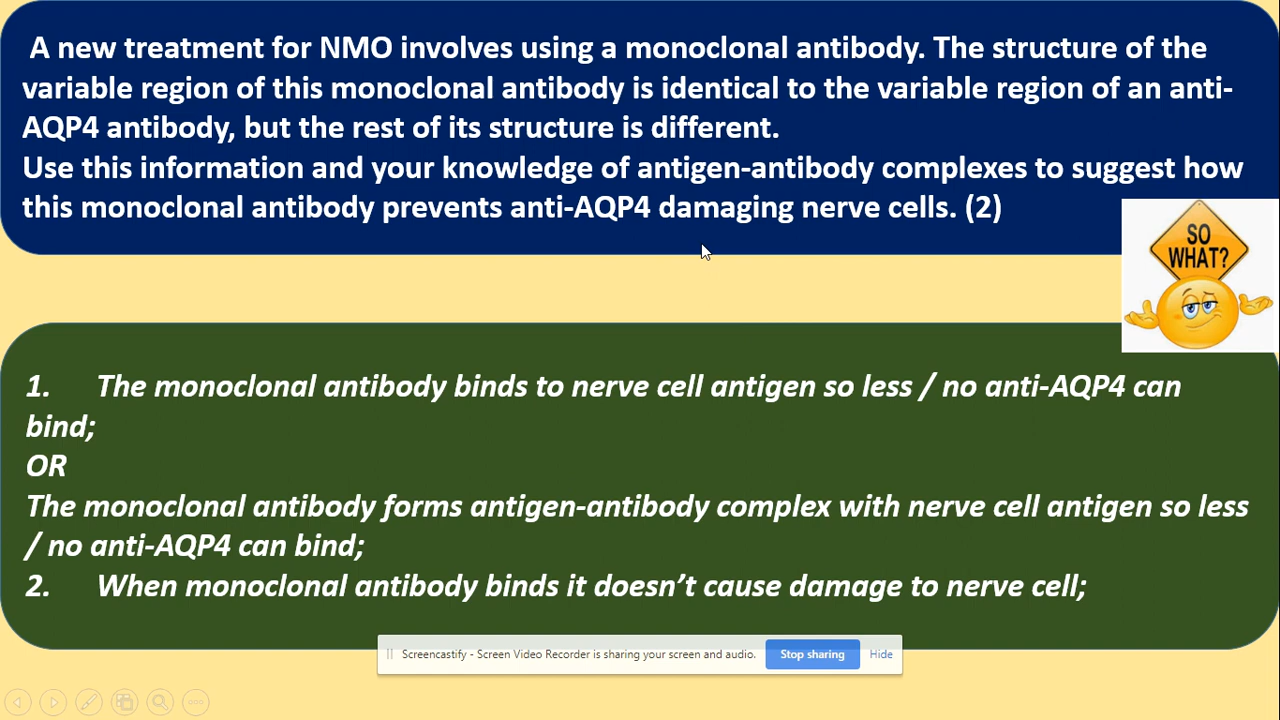 A new treatment for NMO involves using a monoclonal antibody. The structure of the
variable region of this monoclonal antibody is identical to the variable region of an anti-
AQP4 antibody, but the rest of its structure is different.
Use this information and your knowledge of antigen-antibody complexes to suggest how
this monoclonal antibody prevents anti-AQP4 damaging nerve cells. (2)
SO
WHAT?
1. The monoclonal antibody binds to nerve cell antigen so less / no anti-AQP4 can
bind;
OR
The monoclonal antibody forms antigen-antibody complex with nerve cell antigen so less
/ no anti-AQP4 can bind;
2. When monoclonal antibody binds it doesn’t cause damage to nerve cell;
Screencastify - Screen Video Recorder is sharing your screen and audio. Stop sharing Hide